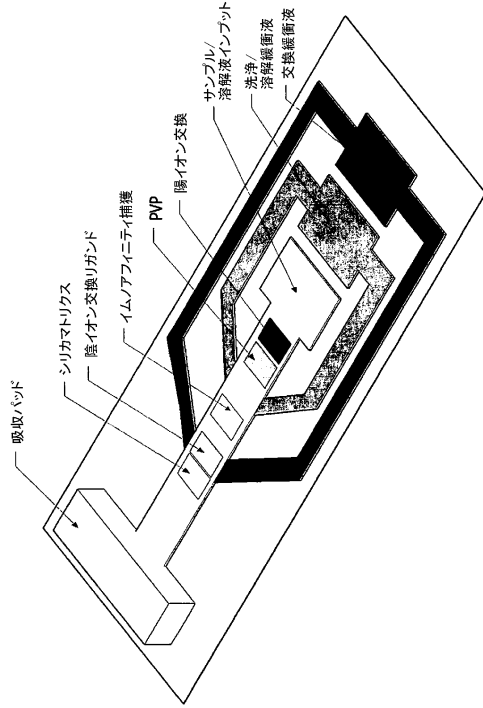 吸収パッド
シリカマトリクス
陰イオン交換リガンド
イムノアフィニティ捕獲
PVP
陽イオン交換
サンプル/
溶解液インプット
洗浄/
溶解緩衝液
交換緩衝液